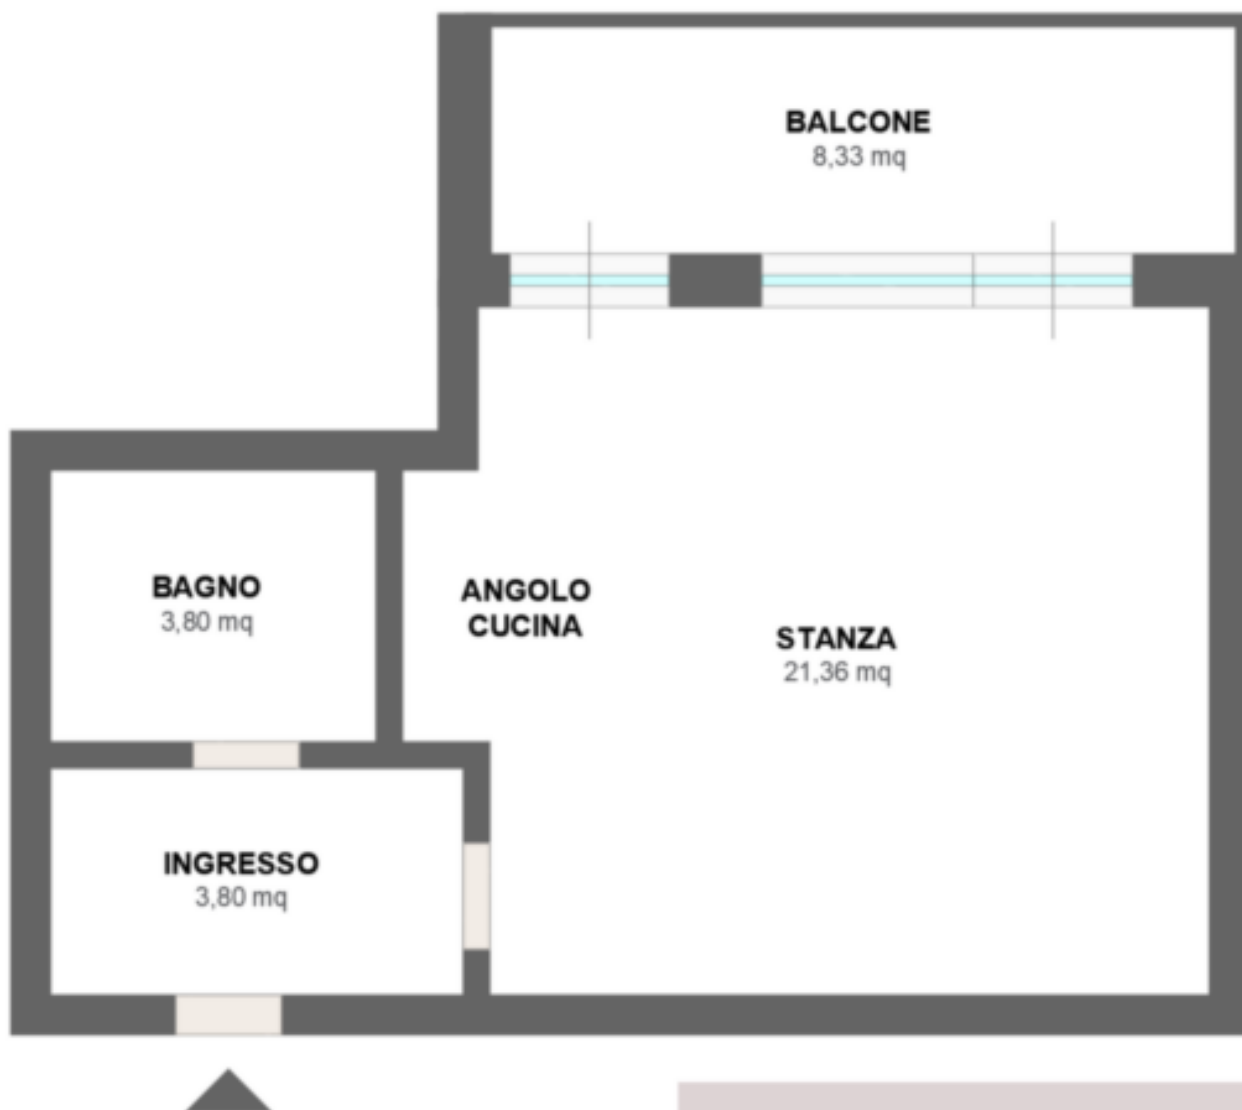 BALCONE
8,33 mq
BAGNO
3,80 mq
ANGOLO
CUCINA
STANZA
21,36 mq
INGRESSO
3,80 mq